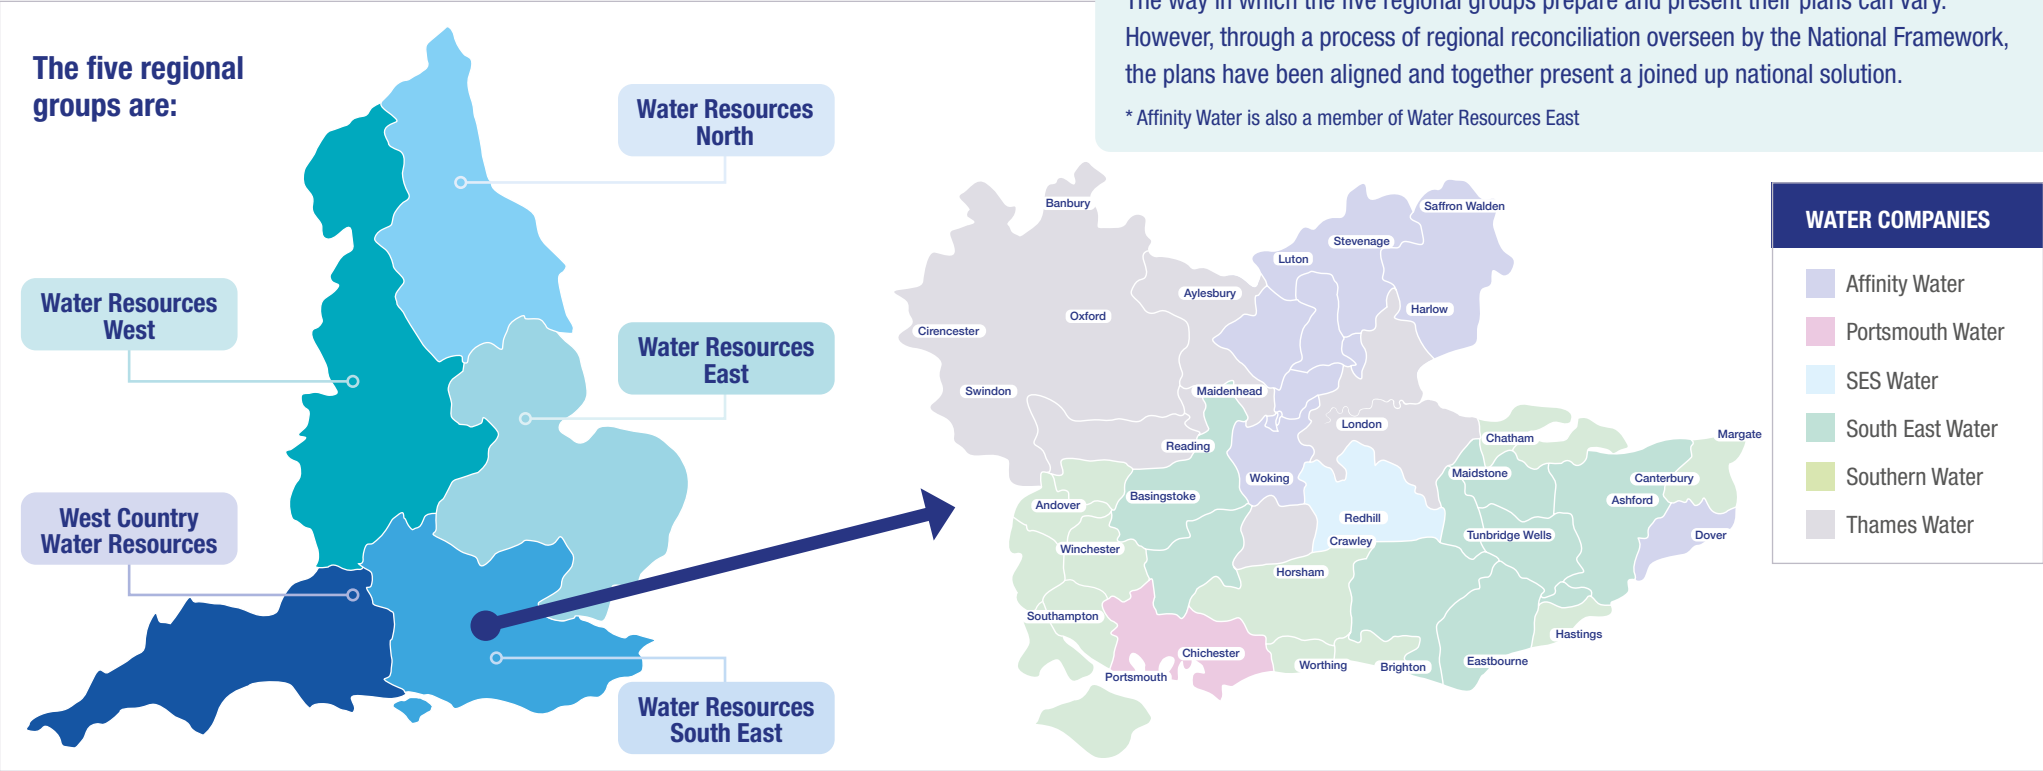 The way in which the five regional groups prepare and present their plans can vary.
However, through a process of regional reconciliation overseen by the National Framework,
the plans have been aligned and together present a joined up national solution.
* Affinity Water is also a member of Water Resources East
The five regional
groups are:
Water Resources
North
Water Resources
West
Water Resources
East
West Country
Water Resources
Water Resources
South East
Banbury
Saffron Walden
Stevenage
Luton
Aylesbury
Harlow
Oxford
Cirencester
Swindon
Maidenhead
London
Reading
Chatham
Margate
Maidstone
Woking
Canterbury
Basingstoke
Ashford
Andover
Redhill
Tunbridge Wells
Dover
Crawley
Winchester
Horsham
Southampton
Hastings
Chichester
Worthing
Brighton
Eastbourne
Portsmouth
WATER COMPANIES
Affinity Water
Portsmouth Water
SES Water
South East Water
Southern Water
Thames Water